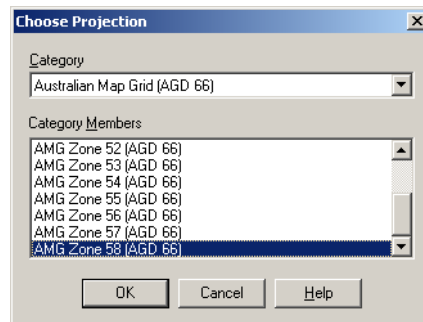 Choose Projection
Category
Australian Map Grid (AGD 66)
Category Members
AMG Zone 52 (AGD 66)
AMG Zone 53 (AGD 66)
AMG Zone 54 (AGD 66)
AMG Zone 55 (AGD 66)
AMG Zone 56 (AGD 66)
AMG Zone 57 (AGD 66)
AMG Zone 58 (AGD 66)
OK Cancel Help